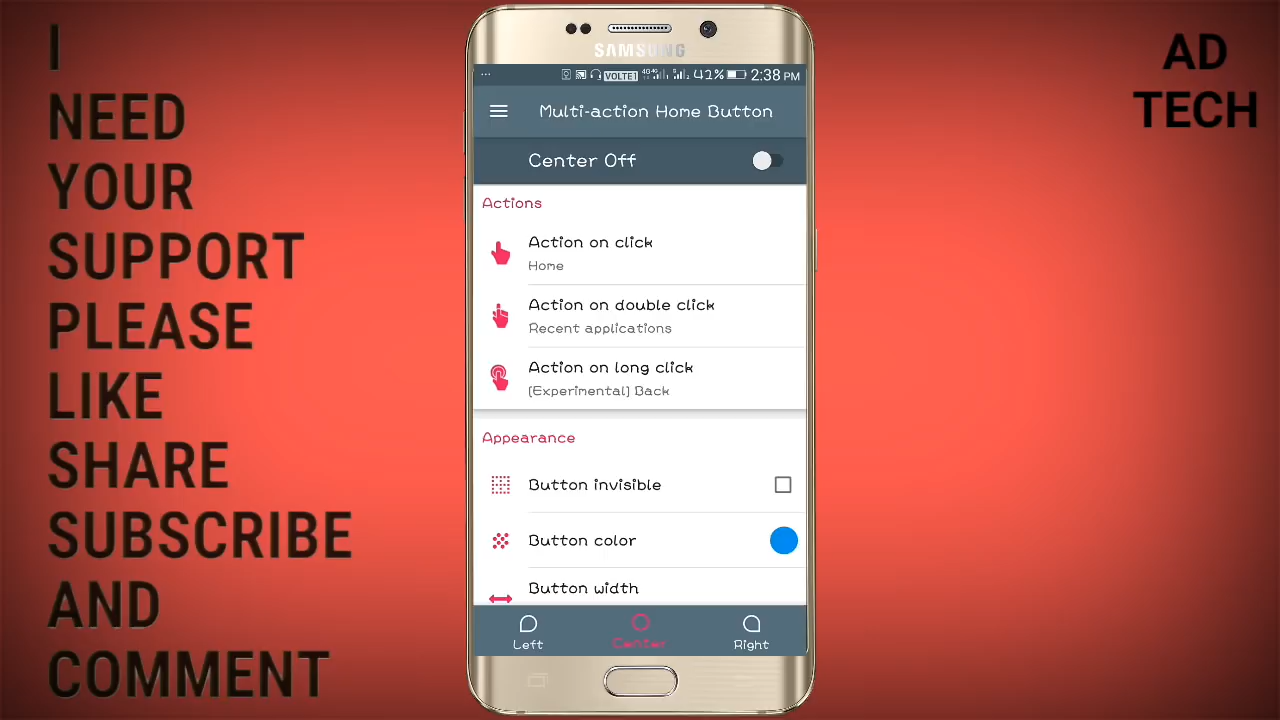 I
NEED
YOUR
SUPPORT
PLEASE
LIKE
SHARE
SUBSCRIBE
AND
COMMENT
SAMSUNG
... VOLTE1 41% 2:38 PM
Multi-action Home Button
Center Off
Actions
Action on click
Home
Action on double click
Recent applications
Action on long click
(Experimental) Back
Appearance
Button invisible
Button color
Button width
Left Center Right
AD
TECH